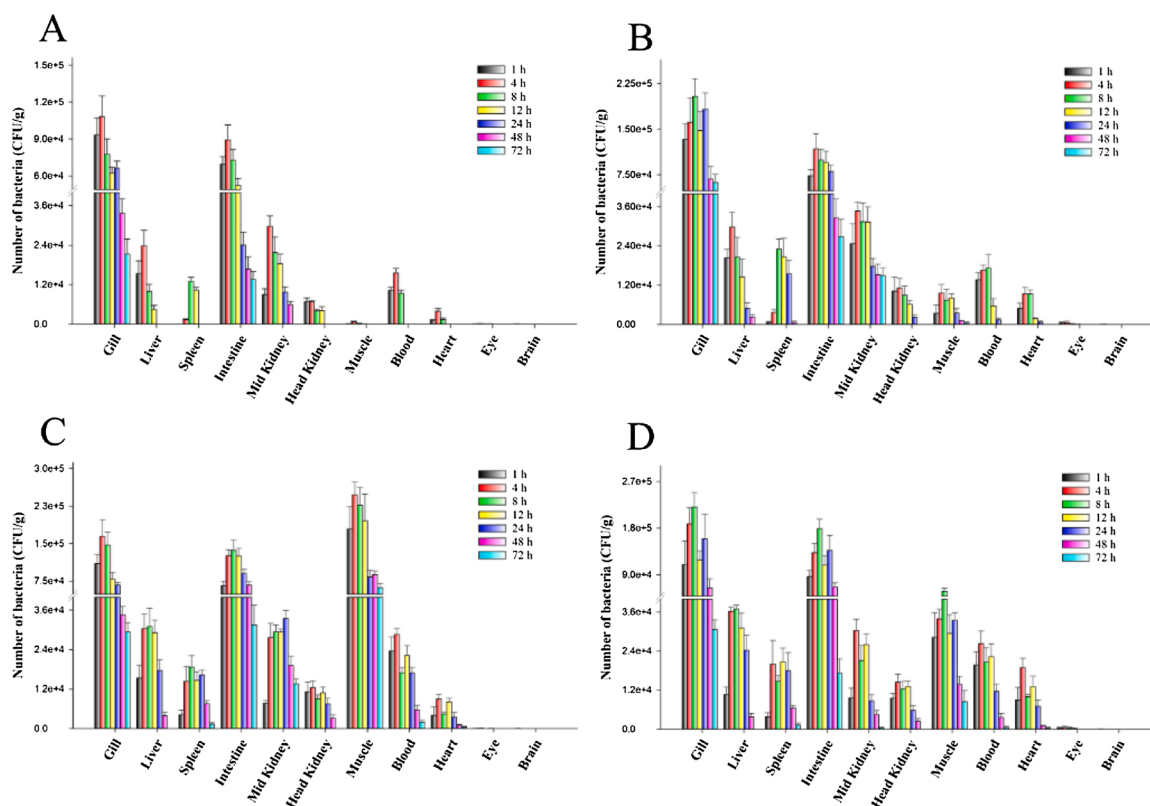 A
Number of bacteria (CFU/g)
1.5e+5
1.2e+5
9.0e+4
6.0e+4
3.6e+4
2.4e+4
1.2e+4
0.0
1 h
4 h
8 h
12 h
24 h
48 h
72 h
Gill
Liver
Spleen
Intestine
Mid Kidney
Head Kidney
Muscle
Blood
Heart
Eye
Brain
B
Number of bacteria (CFU/g)
2.25e+5
1.50e+5
7.50e+4
3.60e+4
2.40e+4
1.20e+4
0.00
1 h
4 h
8 h
12 h
24 h
48 h
72 h
Gill
Liver
Spleen
Intestine
Mid Kidney
Head Kidney
Muscle
Blood
Heart
Eye
Brain
C
Number of bacteria (CFU/g)
3.0e+5
2.3e+5
1.5e+5
7.5e+4
3.6e+4
2.4e+4
1.2e+4
0.0
1 h
4 h
8 h
12 h
24 h
48 h
72 h
Gill
Liver
Spleen
Intestine
Mid Kidney
Head Kidney
Muscle
Blood
Heart
Eye
Brain
D
Number of bacteria (CFU/g)
2.7e+5
1.8e+5
9.0e+4
3.6e+4
2.4e+4
1.2e+4
0.0
1 h
4 h
8 h
12 h
24 h
48 h
72 h
Gill
Liver
Spleen
Intestine
Mid Kidney
Head Kidney
Muscle
Blood
Heart
Eye
Brain